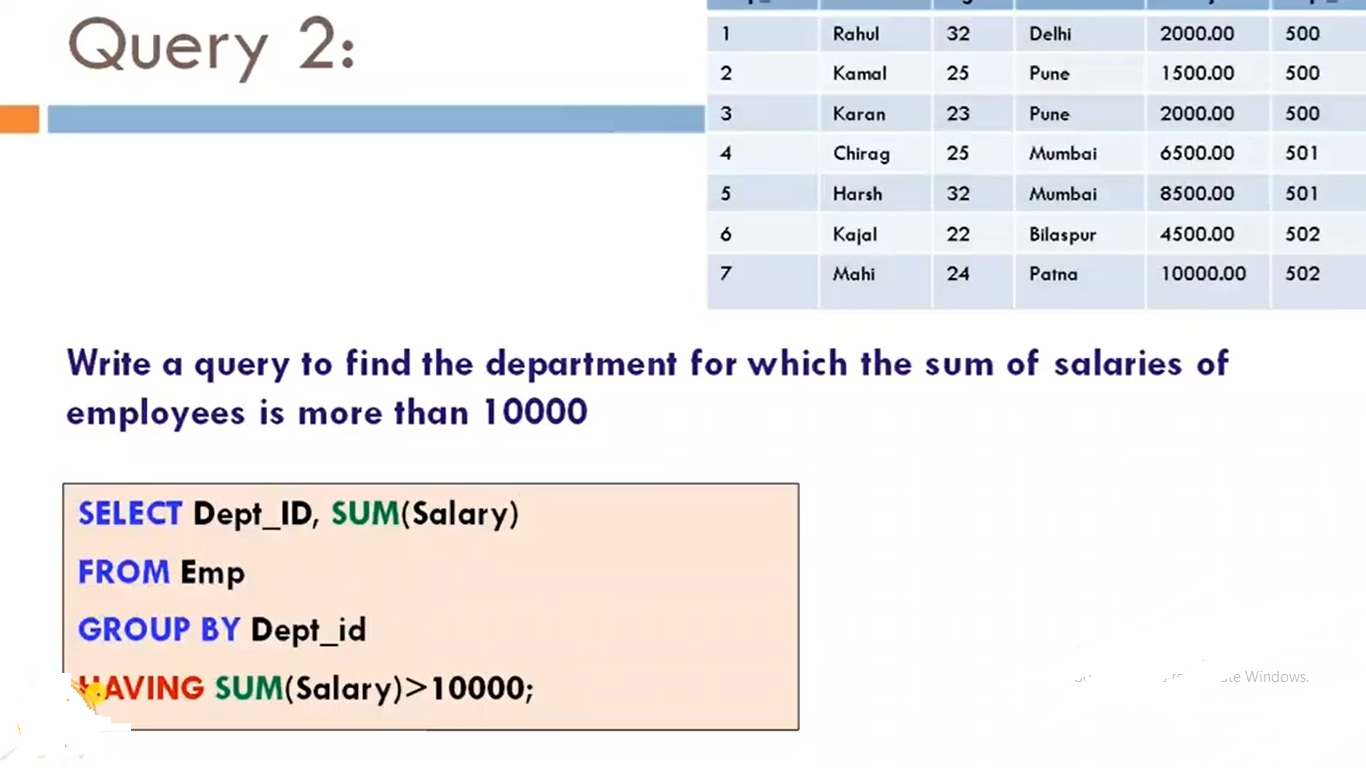 Query 2:
1 Rahul 32 Delhi 2000.00 500
2 Kamal 25 Pune 1500.00 500
3 Karan 23 Pune 2000.00 500
4 Chirag 25 Mumbai 6500.00 501
5 Harsh 32 Mumbai 8500.00 501
6 Kajal 22 Bilaspur 4500.00 502
7 Mahi 24 Patna 10000.00 502
Write a query to find the department for which the sum of salaries of
employees is more than 10000
SELECT Dept_ID, SUM(Salary)
FROM Emp
GROUP BY Dept_id
HAVING SUM(Salary)>10000;
Windows.